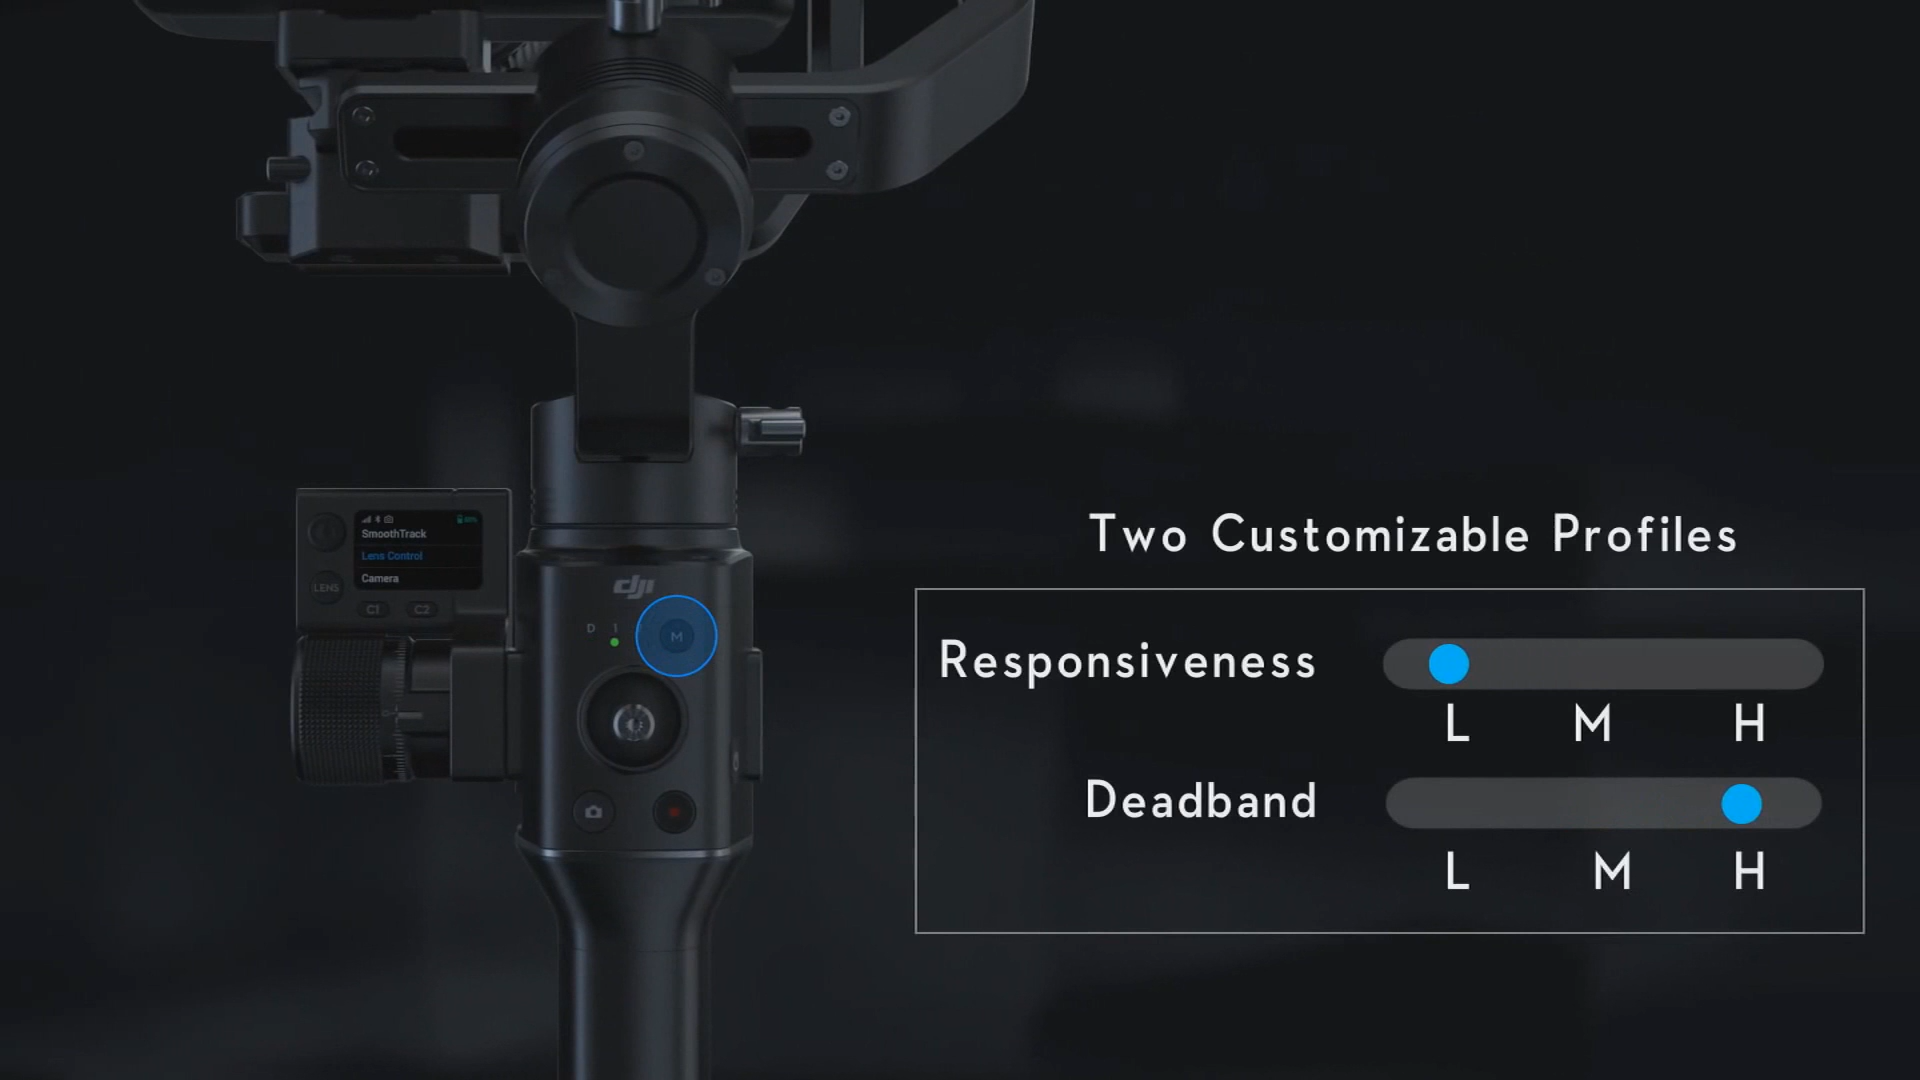 SmoothTrack
Lens Control
Camera
LENS
C1 C2
dji
D 1
M
Two Customizable Profiles
Responsiveness
L M H
Deadband
L M H